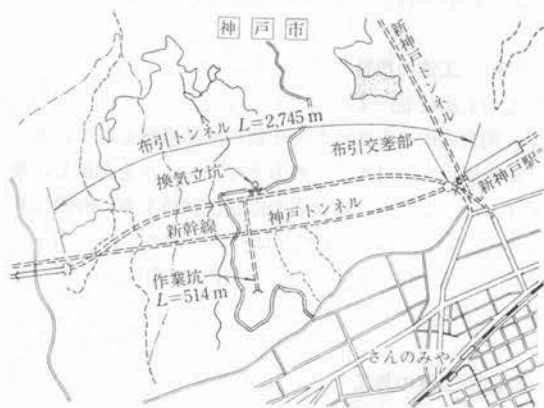 神戸市
新神戸トンネル
布引トンネル L=2,745 m
布引交差部
換気立坑
新神戸駅
新幹線
神戸トンネル
作業坑
L=514 m
さんのみや